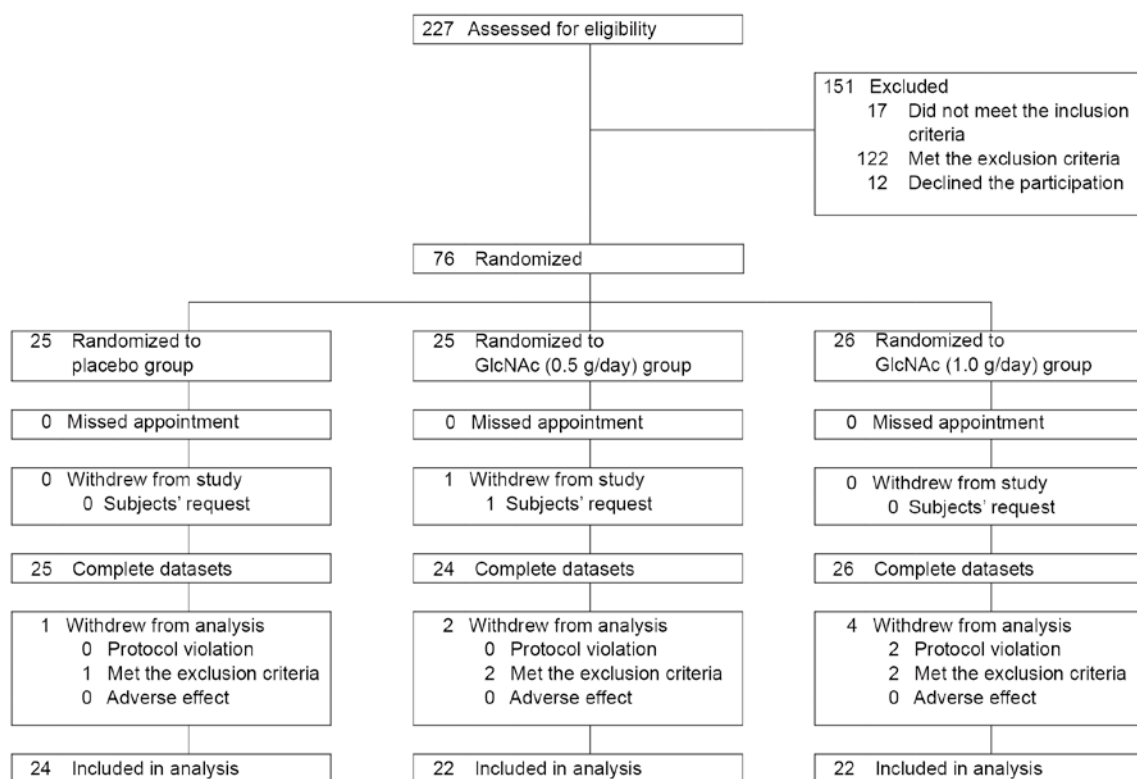 227 Assessed for eligibility
151 Excluded
17 Did not meet the inclusion
criteria
122 Met the exclusion criteria
12 Declined the participation
76 Randomized
25 Randomized to
placebo group
25 Randomized to
GlcNAc (0.5 g/day) group
26 Randomized to
GlcNAc (1.0 g/day) group
0 Missed appointment
0 Missed appointment
0 Missed appointment
0 Withdrew from study
0 Subjects' request
1 Withdrew from study
1 Subjects' request
0 Withdrew from study
0 Subjects' request
25 Complete datasets
24 Complete datasets
26 Complete datasets
1 Withdrew from analysis
0 Protocol violation
1 Met the exclusion criteria
0 Adverse effect
2 Withdrew from analysis
0 Protocol violation
2 Met the exclusion criteria
0 Adverse effect
4 Withdrew from analysis
2 Protocol violation
2 Met the exclusion criteria
0 Adverse effect
24 Included in analysis
22 Included in analysis
22 Included in analysis